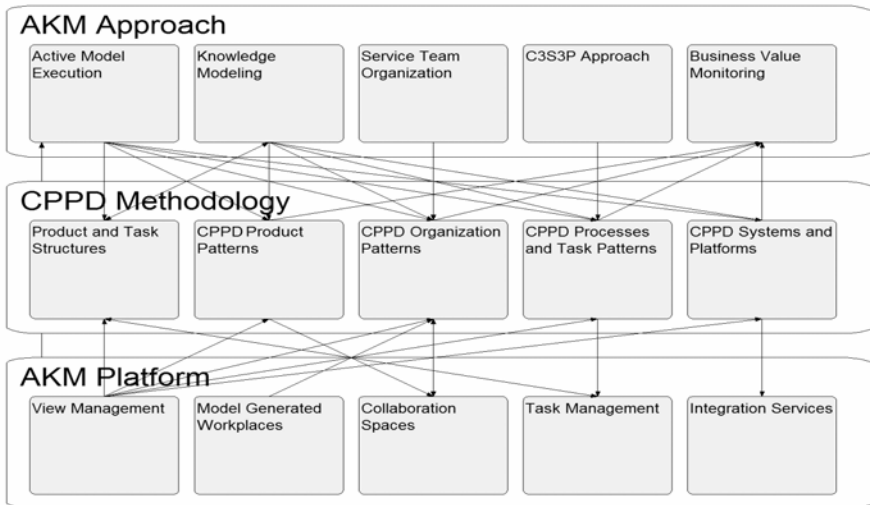 AKM Approach
Active Model
Execution
Knowledge
Modeling
Service Team
Organization
C3S3P Approach
Business Value
Monitoring
CPPD Methodology
Product and Task
Structures
CPPD Product
Patterns
CPPD Organization
Patterns
CPPD Processes
and Task Patterns
CPPD Systems and
Platforms
AKM Platform
View Management
Model Generated
Workplaces
Collaboration
Spaces
Task Management
Integration Services